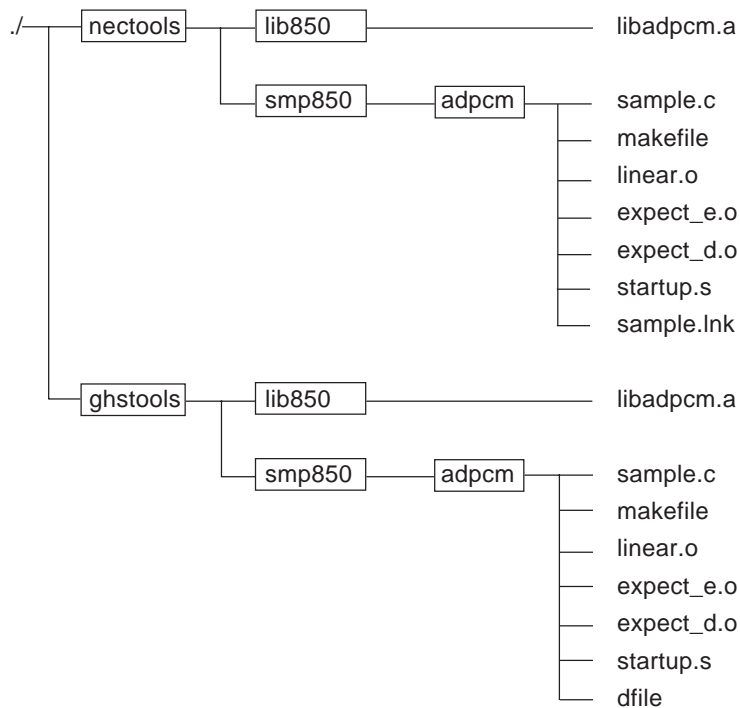 ./ nectools lib850 libadpcm.a
smp850 adpcm sample.c
makefile
linear.o
expect_e.o
expect_d.o
startup.s
sample.lnk
ghstools lib850 libadpcm.a
smp850 adpcm sample.c
makefile
linear.o
expect_e.o
expect_d.o
startup.s
dfile